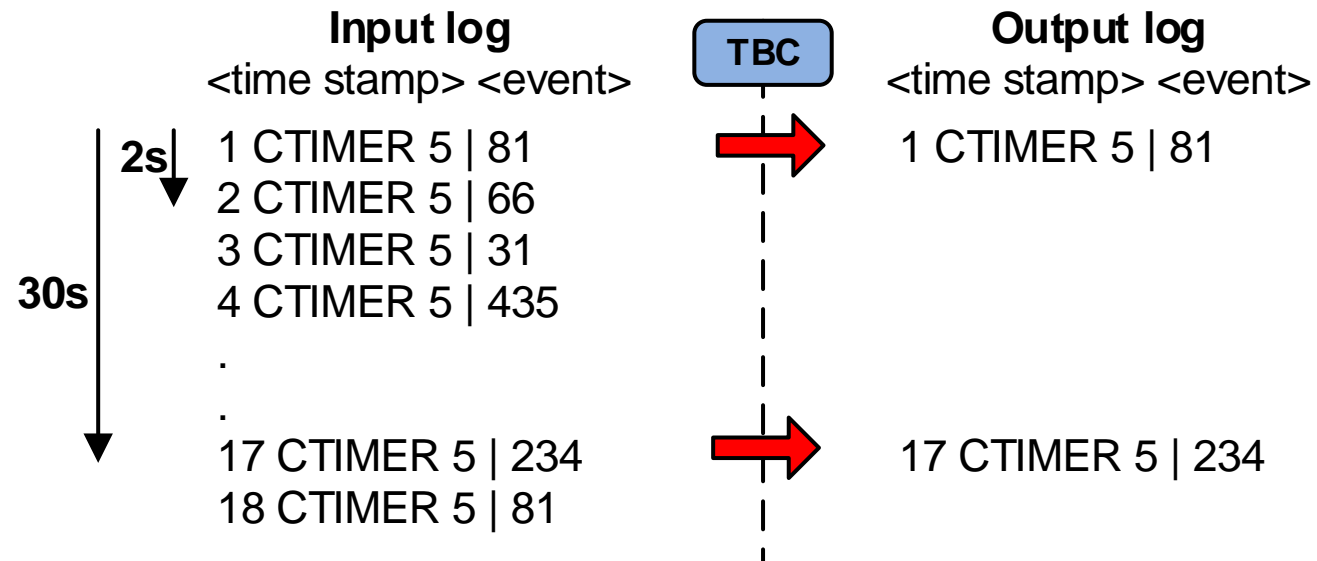 Input log
<time stamp> <event>
TBC
Output log
<time stamp> <event>
2s
30s
1 CTIMER 5 | 81
2 CTIMER 5 | 66
3 CTIMER 5 | 31
4 CTIMER 5 | 435
.
.
17 CTIMER 5 | 234
18 CTIMER 5 | 81
1 CTIMER 5 | 81
17 CTIMER 5 | 234